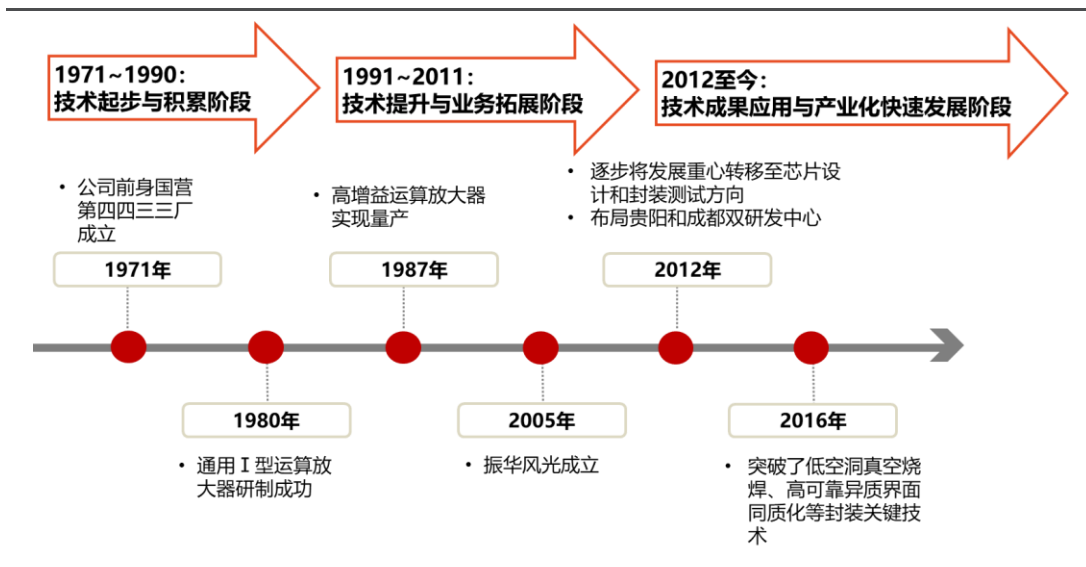 1971~1990：
技术起步与积累阶段
1991~2011：
技术提升与业务拓展阶段
2012至今：
技术成果应用与产业化快速发展阶段
• 公司前身国营
第四四三三厂
成立
• 高增益运算放大器
实现量产
• 逐步将发展重心转移至芯片设
计和封装测试方向
• 布局贵阳和成都双研发中心
1971年
1987年
2012年
1980年
2005年
2016年
• 通用Ⅰ型运算放
大器研制成功
• 振华风光成立
• 突破了低空洞真空烧
焊、高可靠异质界面
同质化等封装关键技
术